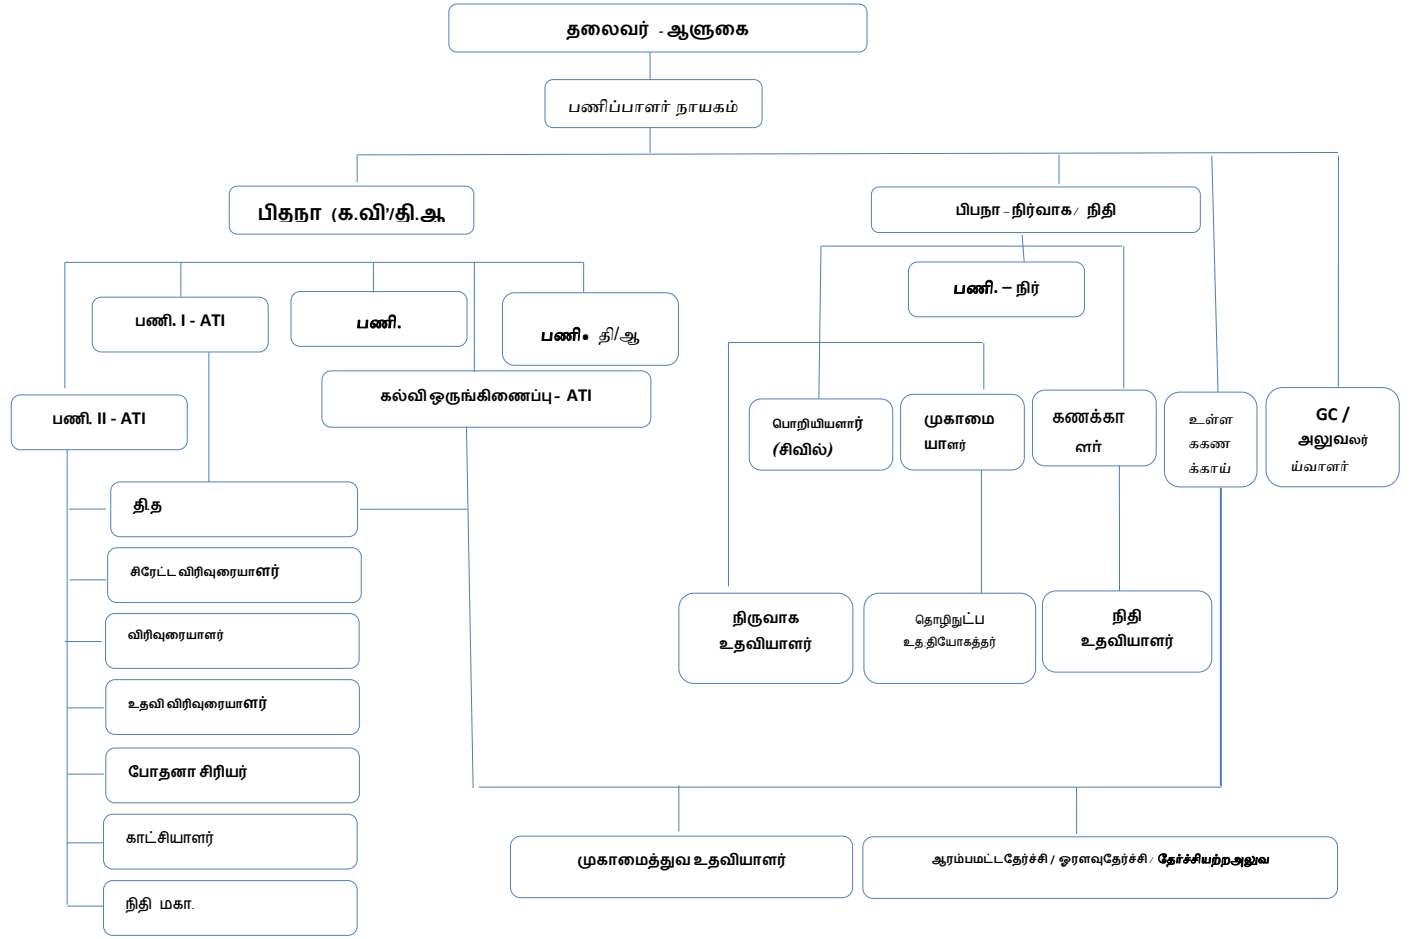 தலைவர் - ஆளுகை
பணிப்பாளர் நாயகம்
பிதநா (க.வி'/தி.ஆ
பிபநா – நிர்வாக / நிதி
பணி. – நிர்
பணி. I - ATI
பணி.
பணி. தி/ஆ
கல்வி ஒருங்கிணைப்பு - ATI
பணி. II - ATI
பொறியியளார்
(சிவில்)
முகாமை
யாளர்
கணக்கா
ளர்
உள்ள
ககண
க்காய்
GC /
அலுவலர்
ய்வாளர்
தி.த
சிரேட்ட விரிவுரையாளர்
விரிவுரையாளர்
உதவி விரிவுரையாளர்
போதனா சிரியர்
காட்சியாளர்
நிதி மகா.
நிருவாக
உதவியாளர்
தொழிநுட்ப
உத.தியோகத்தர்
நிதி
உதவியாளர்
முகாமைத்துவ உதவியாளர்
ஆரம்பமட்டதேர்ச்சி / ஓரளவுதேர்ச்சி / தேர்ச்சியற்றஅலுவ